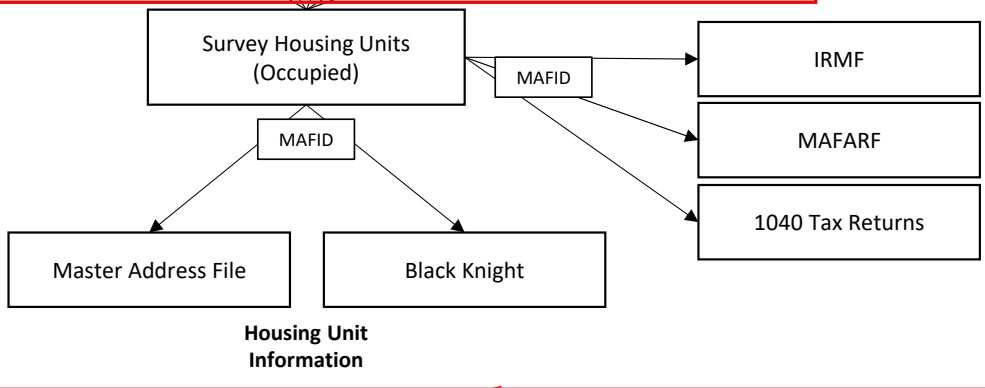 Survey Housing Units
(Occupied)
MAFID
IRMF
MAFARF
1040 Tax Returns
MAFID
Master Address File
Black Knight
Housing Unit
Information